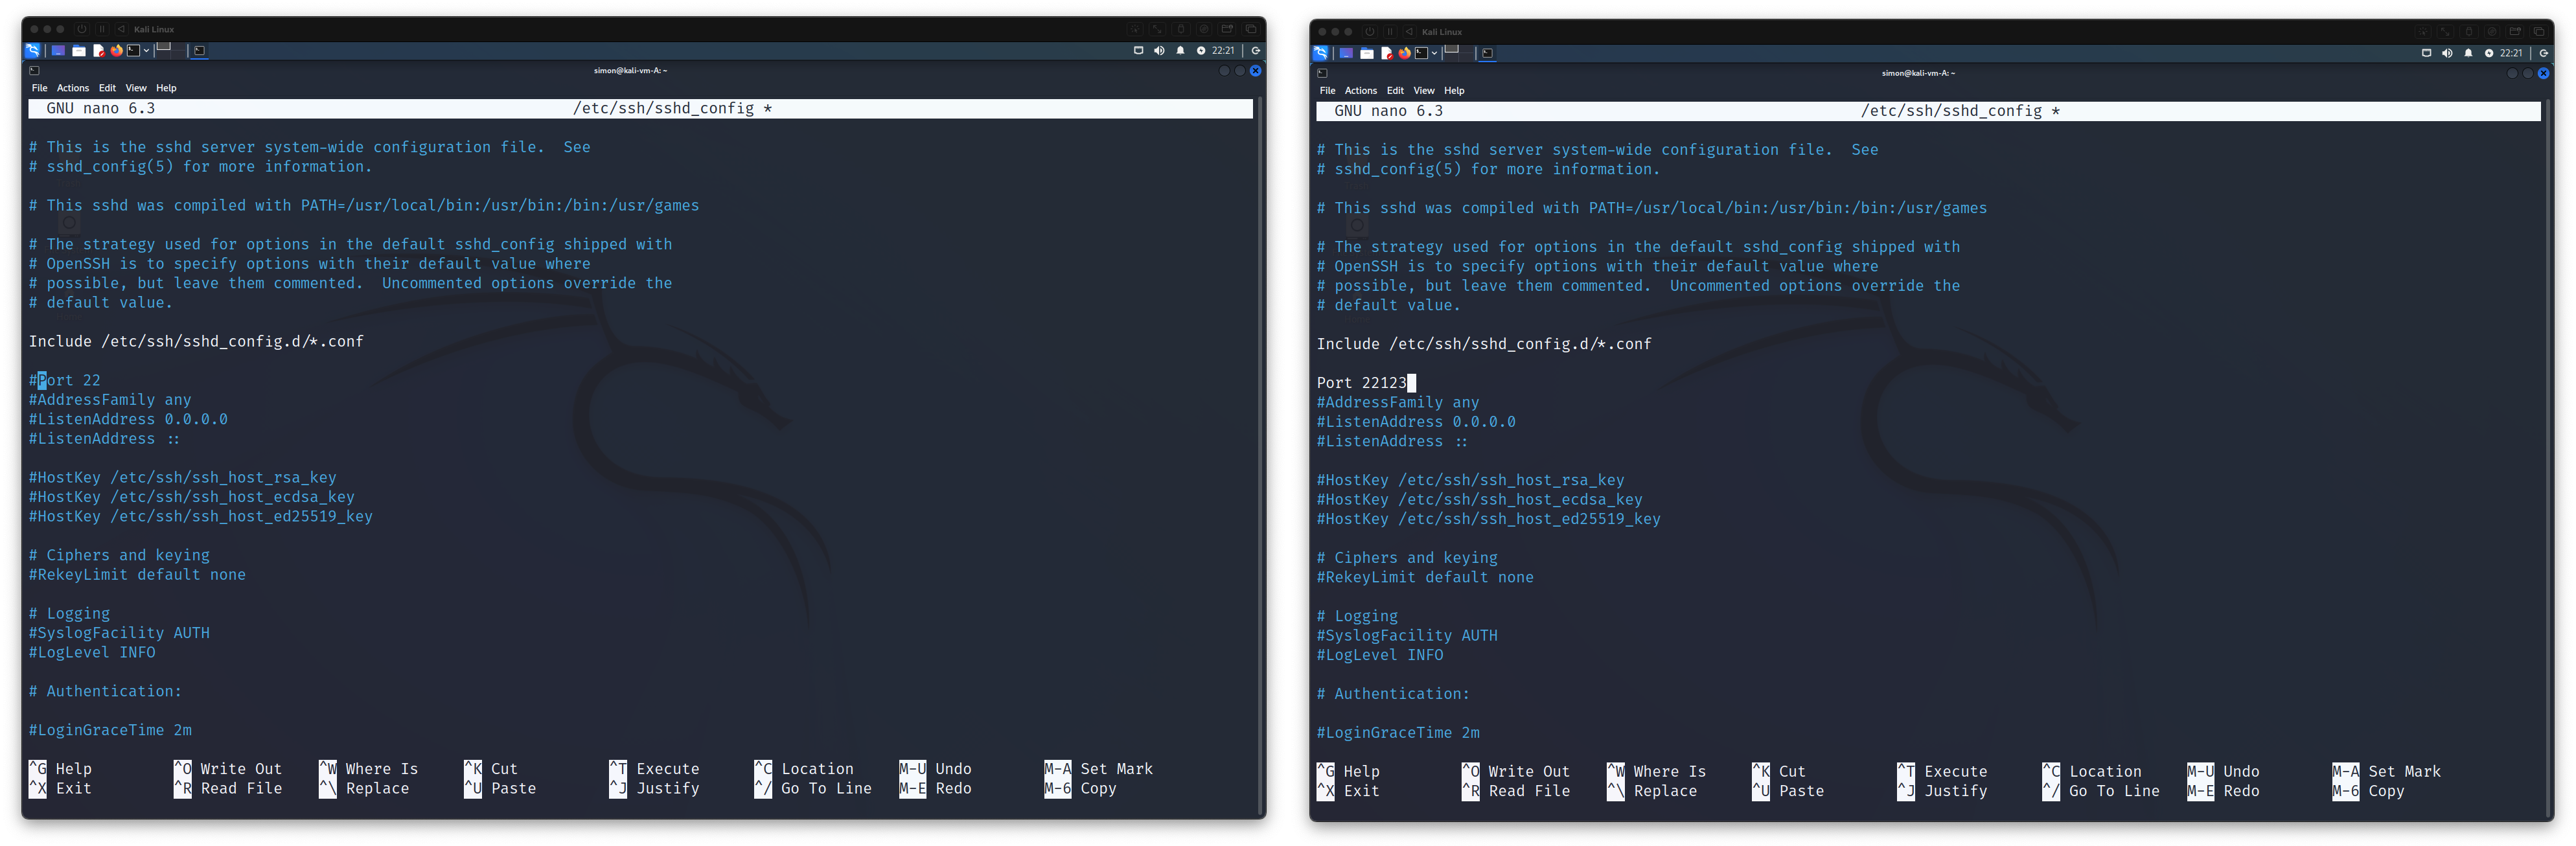 Kali Linux
22:21
simon@kali-vm-A: ~
File Actions Edit View Help
GNU nano 6.3 /etc/ssh/sshd_config *
# This is the sshd server system-wide configuration file.  See
# sshd_config(5) for more information.
# This sshd was compiled with PATH=/usr/local/bin:/usr/bin:/bin:/usr/games
# The strategy used for options in the default sshd_config shipped with
# OpenSSH is to specify options with their default value where
# possible, but leave them commented.  Uncommented options override the
# default value.
Include /etc/ssh/sshd_config.d/*.conf
#Port 22
#AddressFamily any
#ListenAddress 0.0.0.0
#ListenAddress ::
#HostKey /etc/ssh/ssh_host_rsa_key
#HostKey /etc/ssh/ssh_host_ecdsa_key
#HostKey /etc/ssh/ssh_host_ed25519_key
# Ciphers and keying
#RekeyLimit default none
# Logging
#SyslogFacility AUTH
#LogLevel INFO
# Authentication:
#LoginGraceTime 2m
^G Help ^O Write Out ^W Where Is ^K Cut ^T Execute ^C Location M-U Undo M-A Set Mark
^X Exit ^R Read File ^\ Replace ^U Paste ^J Justify ^/ Go To Line M-E Redo M-6 Copy
Kali Linux
22:21
simon@kali-vm-A: ~
File Actions Edit View Help
GNU nano 6.3 /etc/ssh/sshd_config *
# This is the sshd server system-wide configuration file.  See
# sshd_config(5) for more information.
# This sshd was compiled with PATH=/usr/local/bin:/usr/bin:/bin:/usr/games
# The strategy used for options in the default sshd_config shipped with
# OpenSSH is to specify options with their default value where
# possible, but leave them commented.  Uncommented options override the
# default value.
Include /etc/ssh/sshd_config.d/*.conf
Port 22123
#AddressFamily any
#ListenAddress 0.0.0.0
#ListenAddress ::
#HostKey /etc/ssh/ssh_host_rsa_key
#HostKey /etc/ssh/ssh_host_ecdsa_key
#HostKey /etc/ssh/ssh_host_ed25519_key
# Ciphers and keying
#RekeyLimit default none
# Logging
#SyslogFacility AUTH
#LogLevel INFO
# Authentication:
#LoginGraceTime 2m
^G Help ^O Write Out ^W Where Is ^K Cut ^T Execute ^C Location M-U Undo M-A Set Mark
^X Exit ^R Read File ^\ Replace ^U Paste ^J Justify ^/ Go To Line M-E Redo M-6 Copy